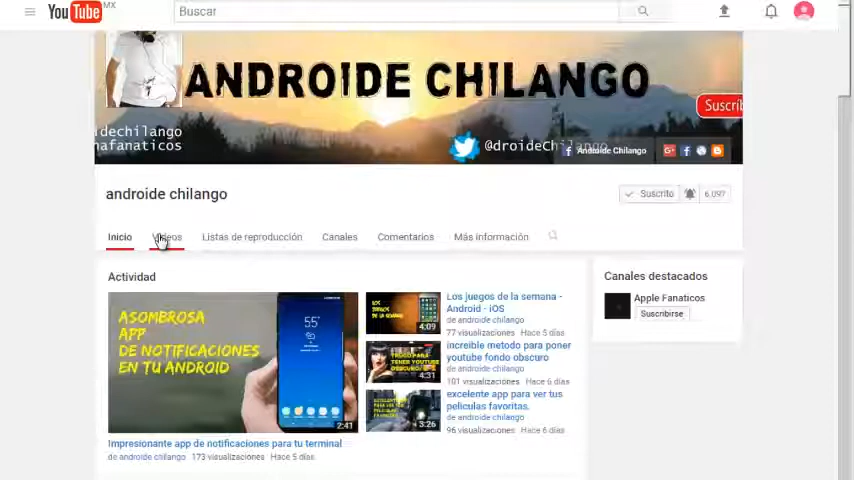 YouTube MX
Buscar
ANDROIDE CHILANGO
Suscríb
idechilango
nafanaticos
@droideCh
Androide Chilango
androide chilango
Suscrito
6,097
Inicio
Listas de reproducción
Canales
Comentarios
Más información
Actividad
Canales destacados
ASOMBROSA
APP
DE NOTIFICACIONES
EN TU ANDROID
55°
2:41
Impresionante app de notificaciones para tu terminal
de androide chilango 173 visualizaciones Hace 5 días
4:09
Los juegos de la semana -
Android - iOS
de androide chilango
77 visualizaciones Hace 5 días
4:31
increible metodo para poner
youtube fondo obscuro
de androide chilango
101 visualizaciones Hace 6 días
3:26
excelente app para ver tus
peliculas favoritas.
de androide chilango
96 visualizaciones Hace 6 días
Apple Fanaticos
Suscribirse